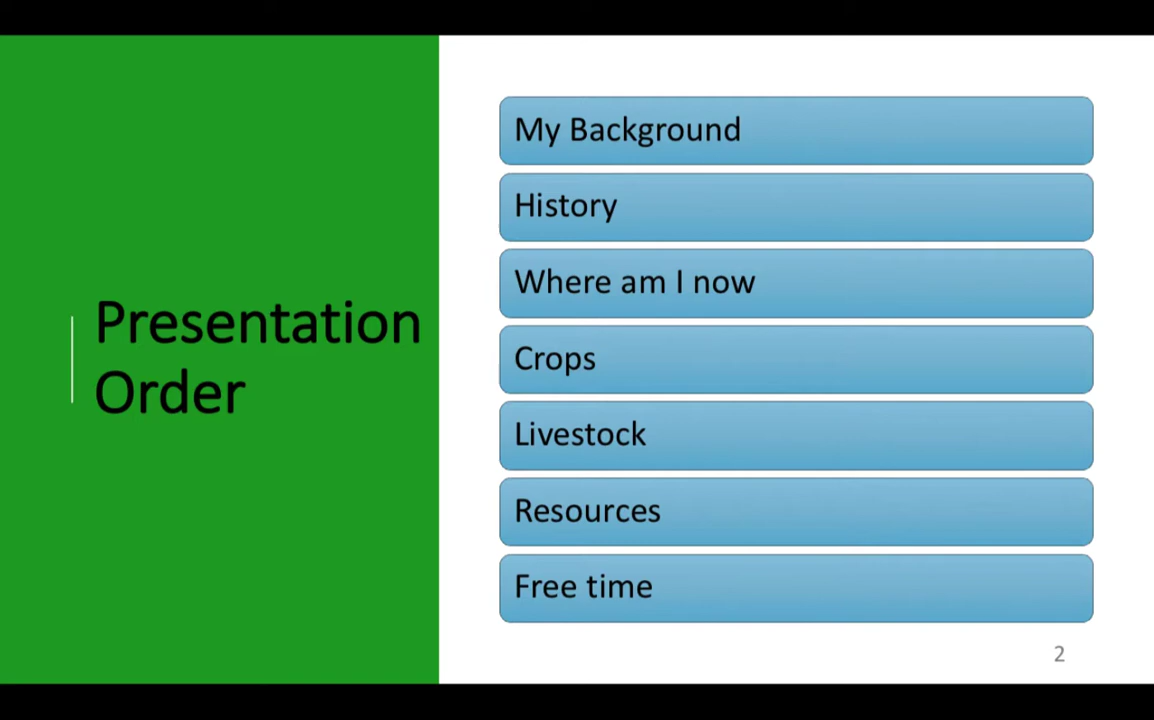 Presentation
Order
My Background
History
Where am I now
Crops
Livestock
Resources
Free time
2